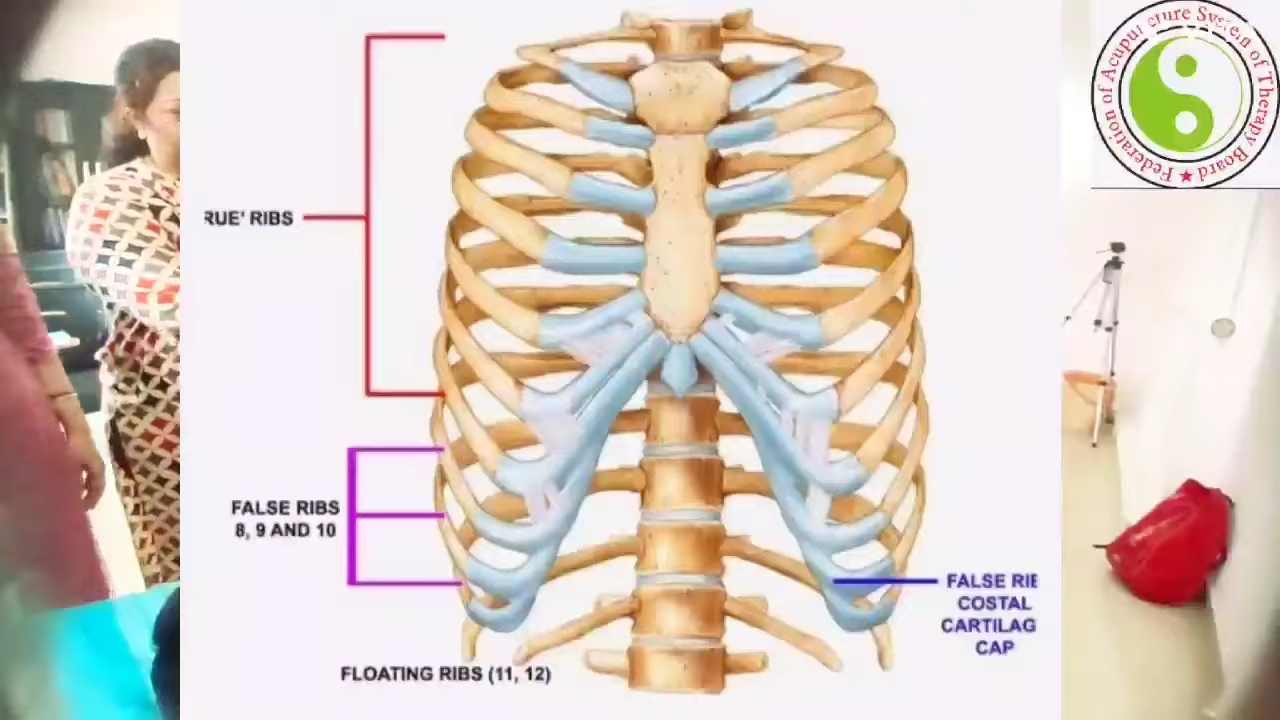 RUE' RIBS
FALSE RIBS
8, 9 AND 10
FLOATING RIBS (11, 12)
FALSE RIE
COSTAL
CARTILAG
CAP
Federation of Acupuncture System of Therapy Board ★